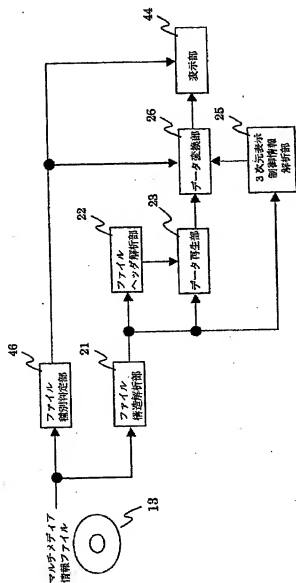 マルチメディア
情報ファイル
13
46
ファイル
種別判定部
21
ファイル
構造解析部
22
ファイル
ヘッダ解析部
23
データ再生部
26
データ変換部
25
3次元表示
制御情報
解析部
44
表示部